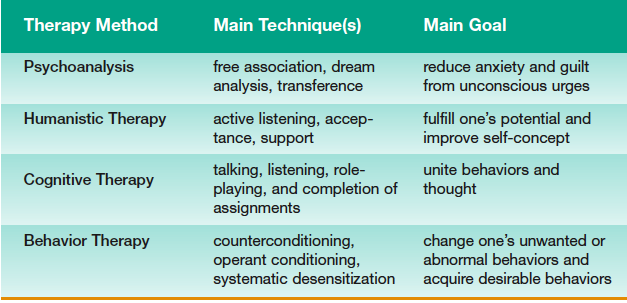 Therapy Method Main Technique(s) Main Goal
Psychoanalysis free association, dream reduce anxiety and guilt
analysis, transference from unconscious urges
Humanistic Therapy active listening, accep- fulfill one's potential and
tance, support improve self-concept
talking, listening, role- unite behaviors and
Cognitive Therapy playing, and completion of thought
assignments
Behavior Therapy counterconditioning, change one's unwanted or
operant conditioning, abnormal behaviors and
systematic desensitization acquire desirable behaviors